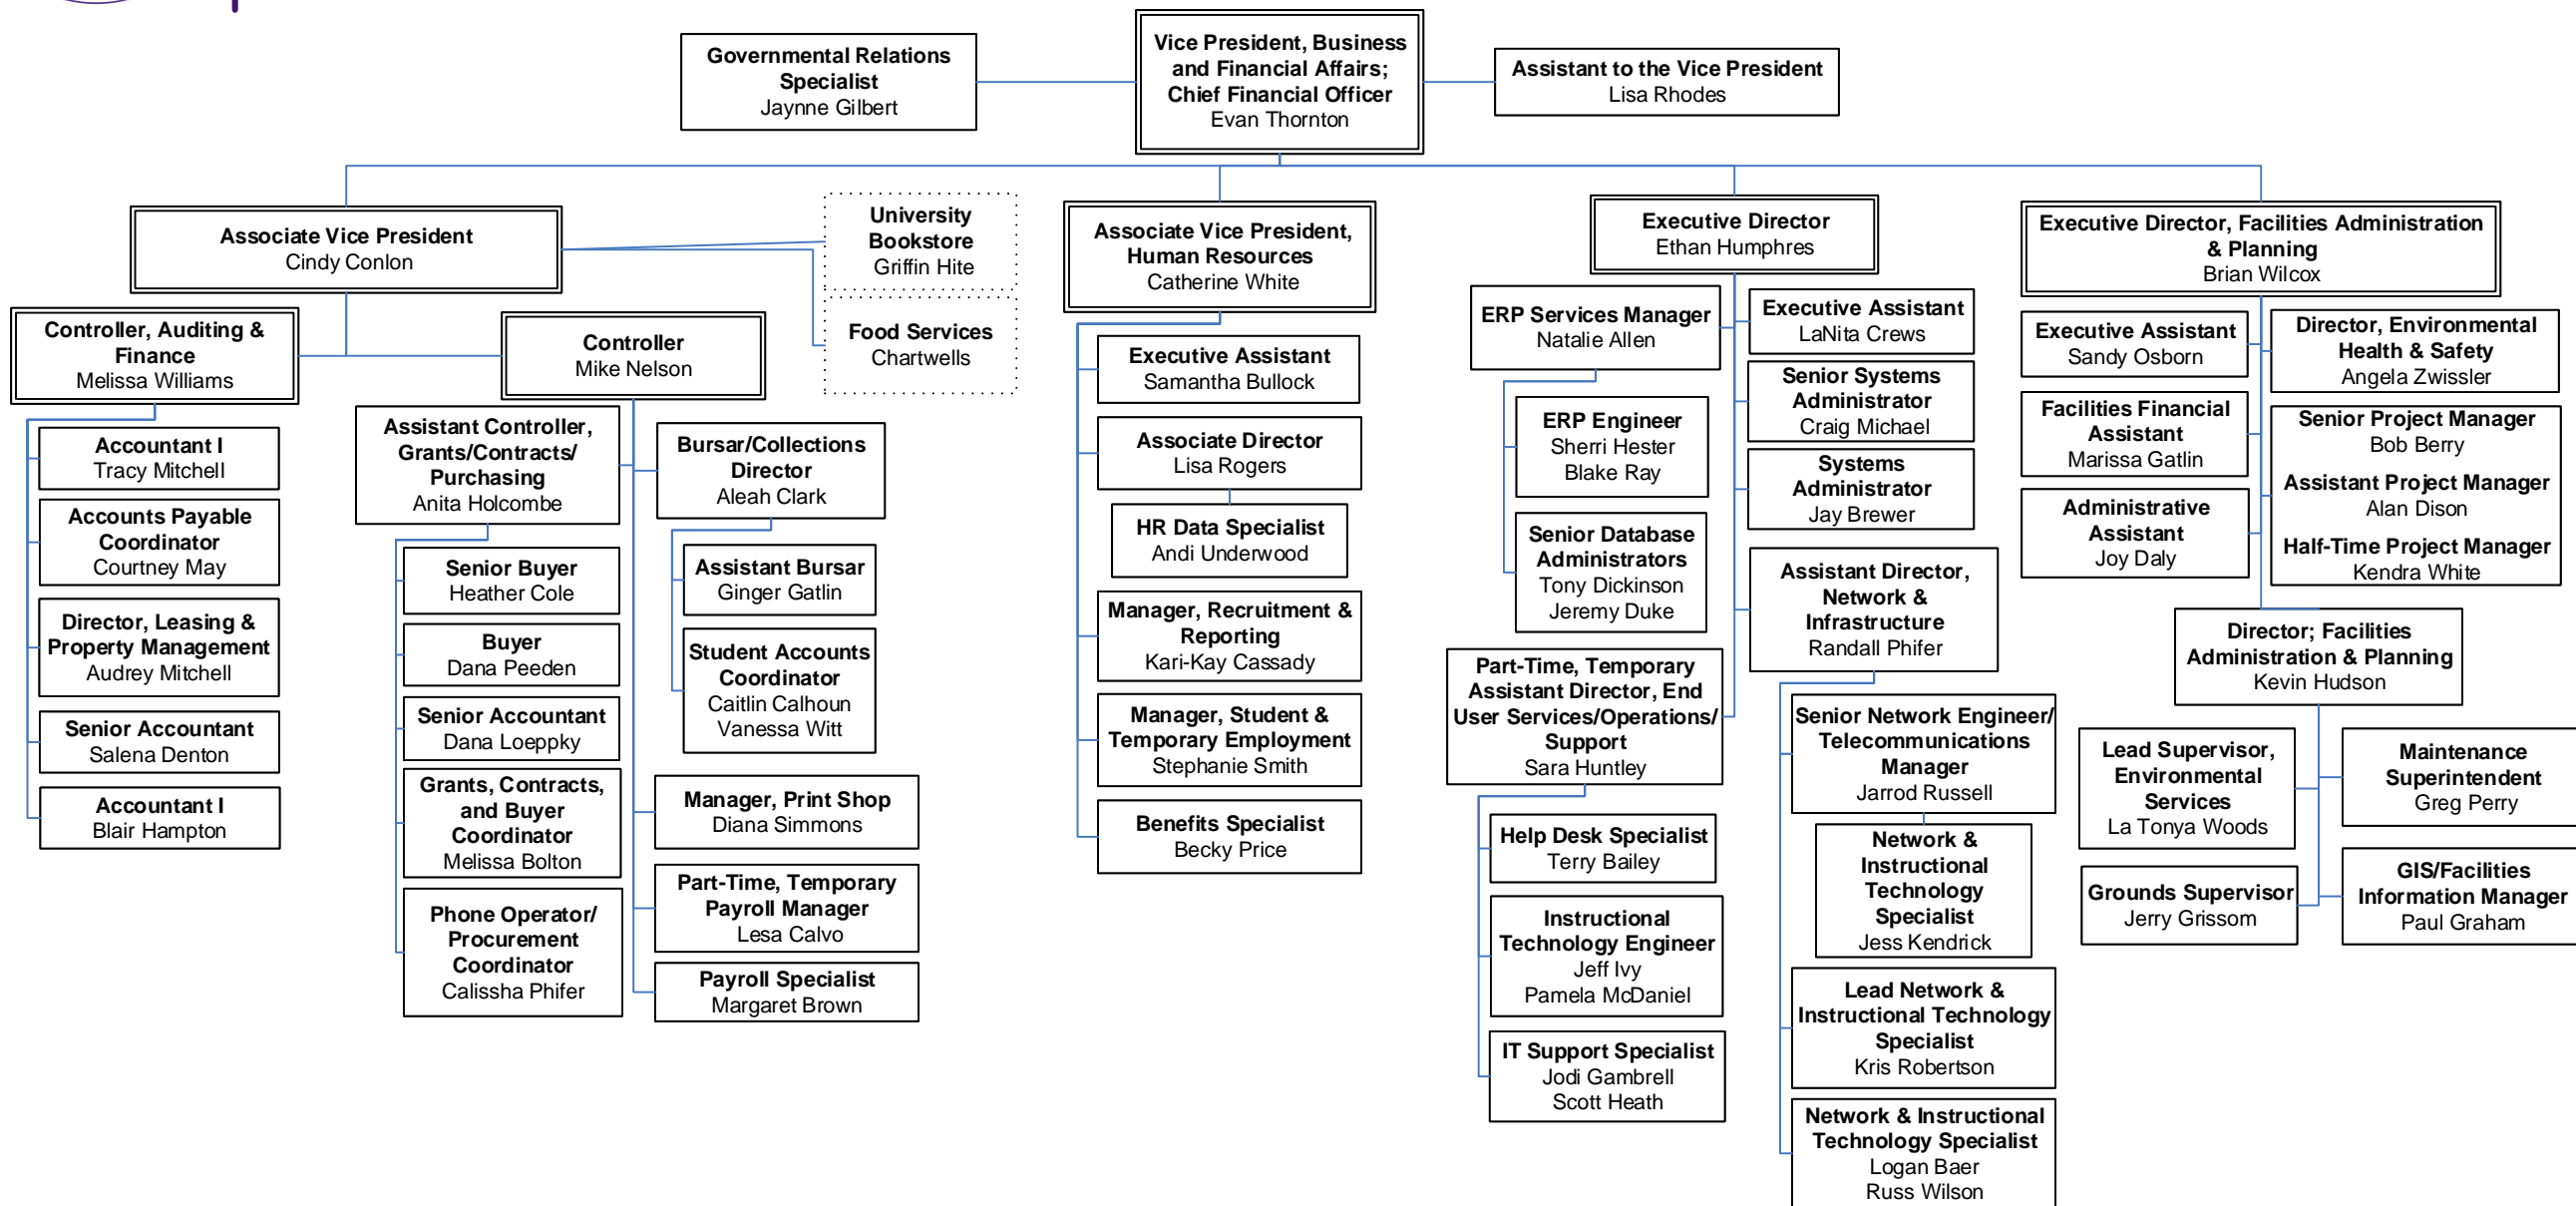 Governmental Relations
Specialist
Jaynne Gilbert
Vice President, Business
and Financial Affairs;
Chief Financial Officer
Evan Thornton
Assistant to the Vice President
Lisa Rhodes
Associate Vice President
Cindy Conlon
University
Bookstore
Griffin Hite
Food Services
Chartwells
Controller, Auditing &
Finance
Melissa Williams
Accountant I
Tracy Mitchell
Accounts Payable
Coordinator
Courtney May
Director, Leasing &
Property Management
Audrey Mitchell
Senior Accountant
Salena Denton
Accountant I
Blair Hampton
Controller
Mike Nelson
Assistant Controller,
Grants/Contracts/
Purchasing
Anita Holcombe
Senior Buyer
Heather Cole
Buyer
Dana Peeden
Senior Accountant
Dana Loeppky
Grants, Contracts,
and Buyer
Coordinator
Melissa Bolton
Phone Operator/
Procurement
Coordinator
Calissha Phifer
Bursar/Collections
Director
Aleah Clark
Assistant Bursar
Ginger Gatlin
Student Accounts
Coordinator
Caitlin Calhoun
Vanessa Witt
Manager, Print Shop
Diana Simmons
Part-Time, Temporary
Payroll Manager
Lesa Calvo
Payroll Specialist
Margaret Brown
Associate Vice President,
Human Resources
Catherine White
Executive Assistant
Samantha Bullock
Associate Director
Lisa Rogers
HR Data Specialist
Andi Underwood
Manager, Recruitment &
Reporting
Kari-Kay Cassady
Manager, Student &
Temporary Employment
Stephanie Smith
Benefits Specialist
Becky Price
Executive Director
Ethan Humphres
ERP Services Manager
Natalie Allen
ERP Engineer
Sherri Hester
Blake Ray
Senior Database
Administrators
Tony Dickinson
Jeremy Duke
Executive Assistant
LaNita Crews
Senior Systems
Administrator
Craig Michael
Systems
Administrator
Jay Brewer
Part-Time, Temporary
Assistant Director, End
User Services/Operations/
Support
Sara Huntley
Help Desk Specialist
Terry Bailey
Instructional
Technology Engineer
Jeff Ivy
Pamela McDaniel
IT Support Specialist
Jodi Gambrell
Scott Heath
Assistant Director,
Network &
Infrastructure
Randall Phifer
Senior Network Engineer/
Telecommunications
Manager
Jarrod Russell
Network &
Instructional
Technology
Specialist
Jess Kendrick
Lead Network &
Instructional Technology
Specialist
Kris Robertson
Network & Instructional
Technology Specialist
Logan Baer
Russ Wilson
Executive Director, Facilities Administration
& Planning
Brian Wilcox
Executive Assistant
Sandy Osborn
Facilities Financial
Assistant
Marissa Gatlin
Administrative
Assistant
Joy Daly
Director, Environmental
Health & Safety
Angela Zwissler
Senior Project Manager
Bob Berry
Assistant Project Manager
Alan Dison
Half-Time Project Manager
Kendra White
Director; Facilities
Administration & Planning
Kevin Hudson
Lead Supervisor,
Environmental
Services
La Tonya Woods
Maintenance
Superintendent
Greg Perry
Grounds Supervisor
Jerry Grissom
GIS/Facilities
Information Manager
Paul Graham